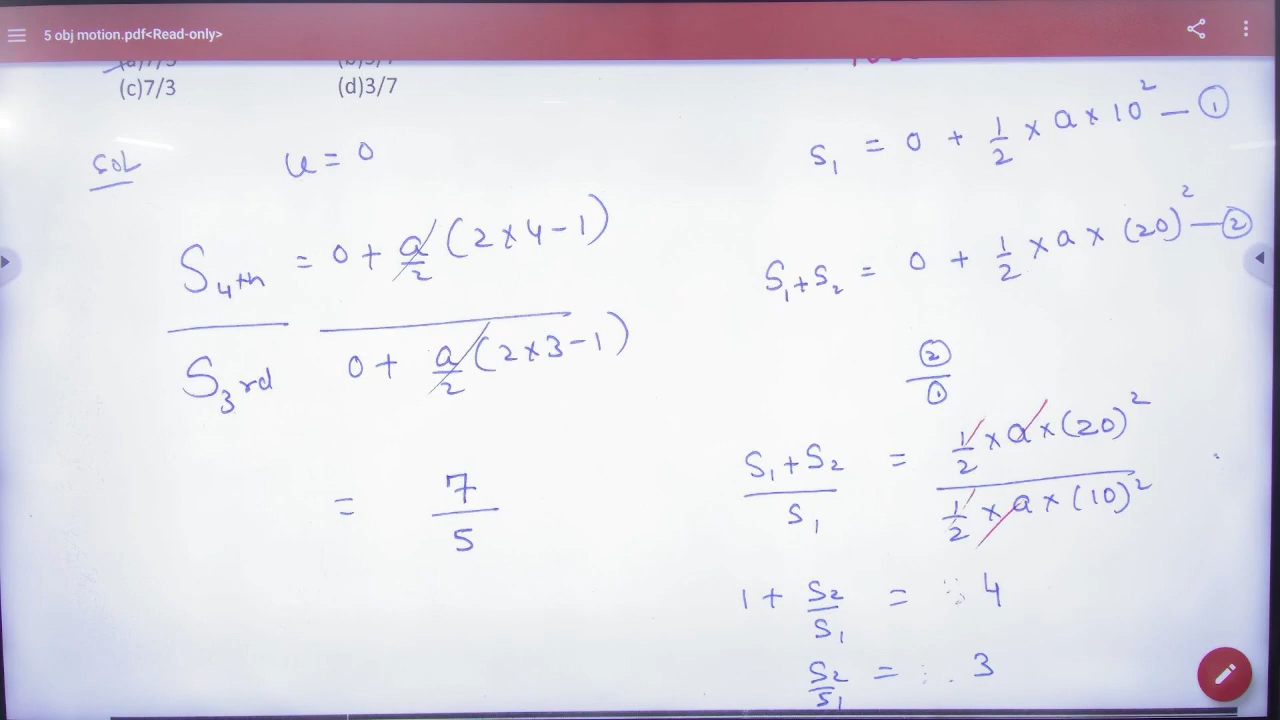 5 obj motion.pdf<Read-only>
(c)7/3 (d)3/7
SOL u = 0
S4th / S3rd = 0 + a/2 (2×4-1) / 0 + a/2 (2×3-1)
= 7/5
S₁ = 0 + 1/2 × a × 10² — ①
S₁+S₂ = 0 + 1/2 × a × (20)² — ②
②/①
S₁+S₂ / S₁ = 1/2 × a × (20)² / 1/2 × a × (10)²
1 + S₂/S₁ = 4
S₂/S₁ = 3